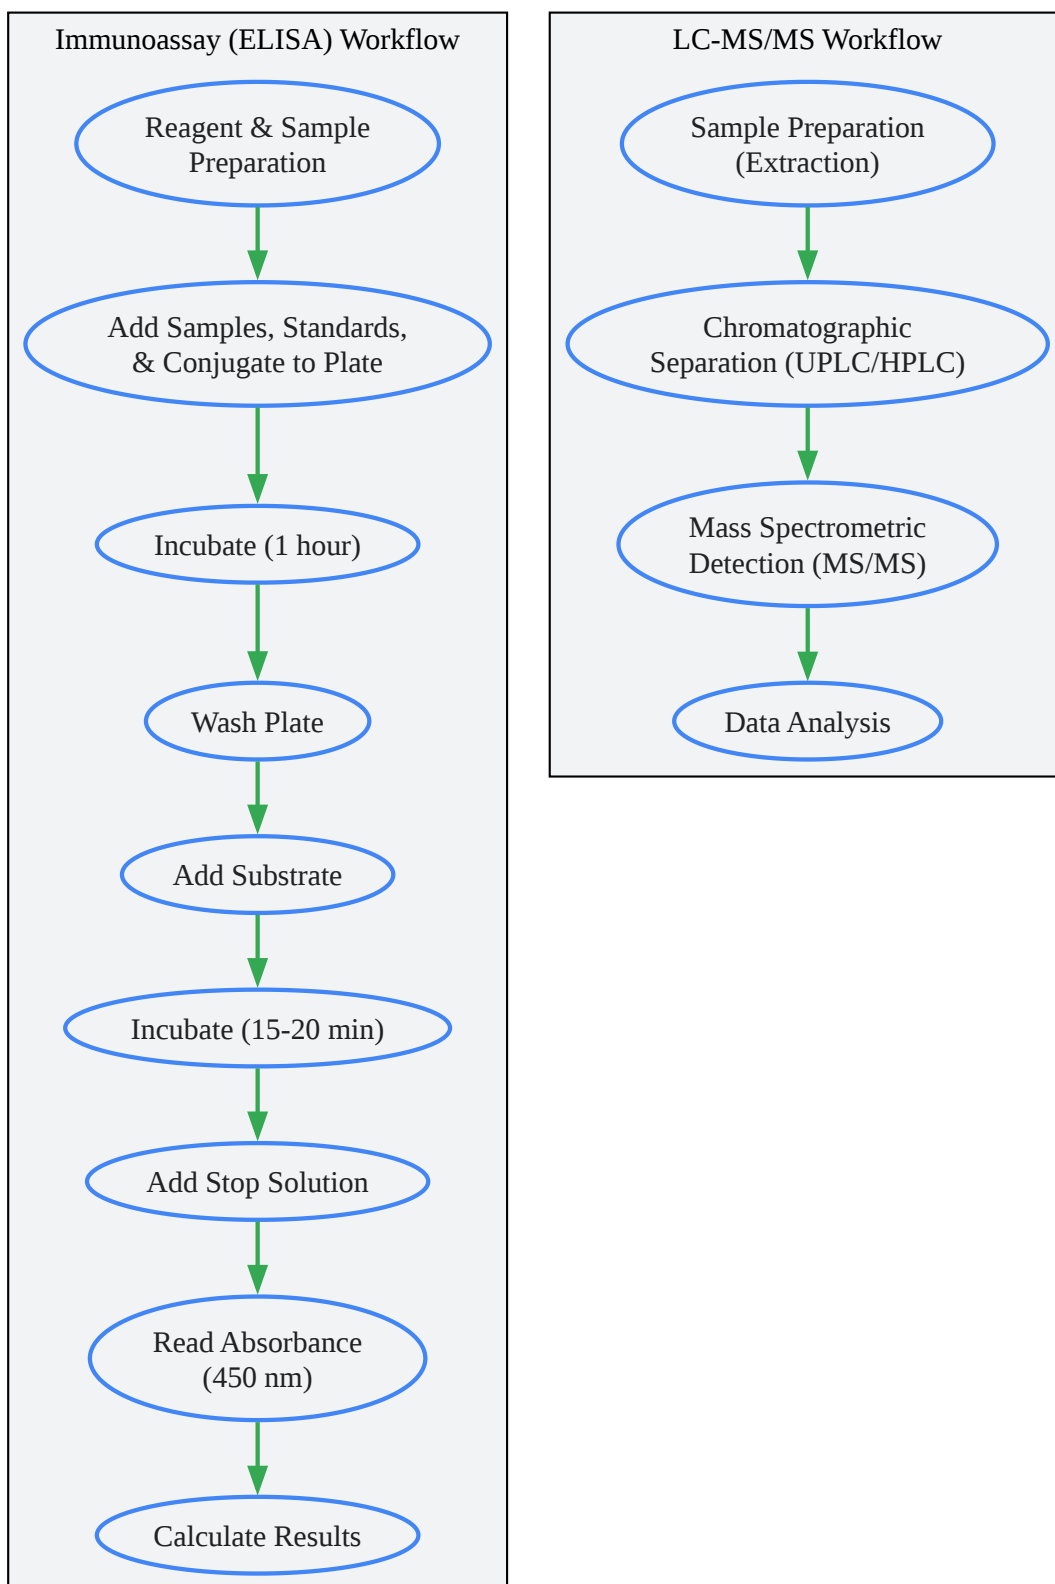 Immunoassay (ELISA) Workflow
Reagent & Sample
Preparation
Add Samples, Standards,
& Conjugate to Plate
Incubate (1 hour)
Wash Plate
Add Substrate
Incubate (15-20 min)
Add Stop Solution
Read Absorbance
(450 nm)
Calculate Results
LC-MS/MS Workflow
Sample Preparation
(Extraction)
Chromatographic
Separation (UPLC/HPLC)
Mass Spectrometric
Detection (MS/MS)
Data Analysis